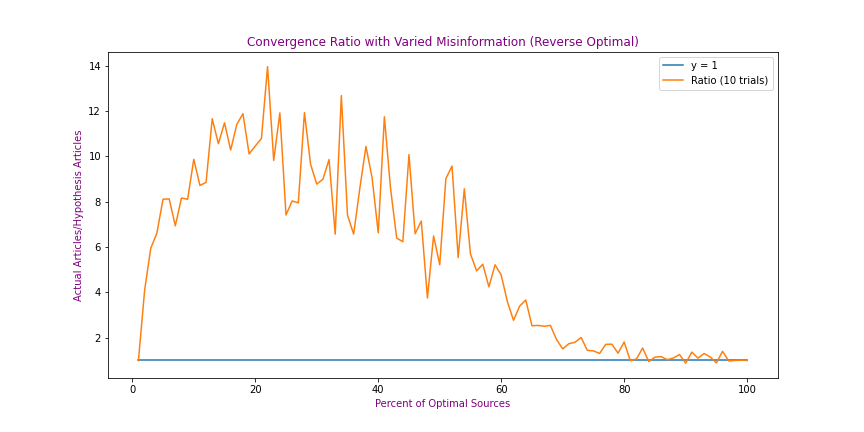 Convergence Ratio with Varied Misinformation (Reverse Optimal)
y = 1
Ratio (10 trials)
Actual Articles/Hypothesis Articles
14
12
10
8
6
4
2
0 20 40 60 80 100
Percent of Optimal Sources